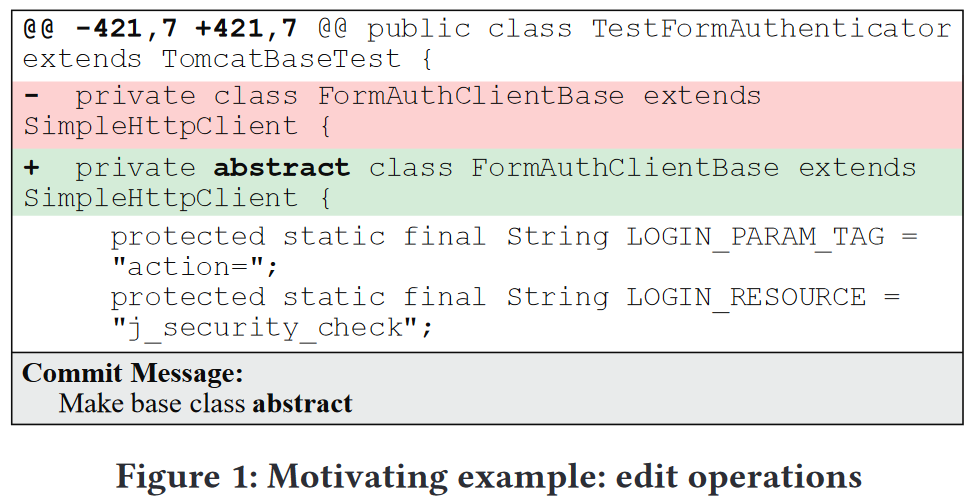 @@ -421,7 +421,7 @@ public class TestFormAuthenticator
extends TomcatBaseTest {
- private class FormAuthClientBase extends
SimpleHttpClient {
+ private abstract class FormAuthClientBase extends
SimpleHttpClient {
protected static final String LOGIN_PARAM_TAG =
"action=";
protected static final String LOGIN_RESOURCE =
"j_security_check";
Commit Message:
Make base class abstract
Figure 1: Motivating example: edit operations